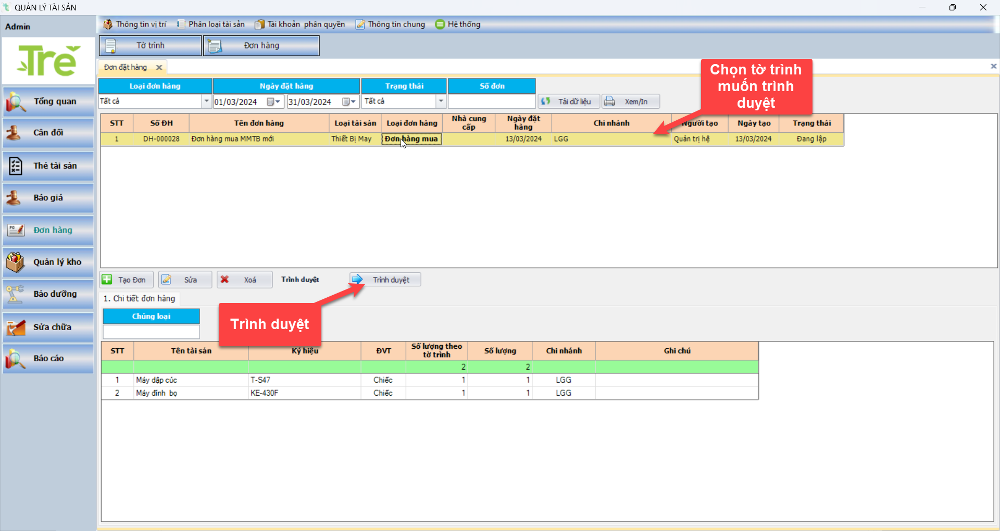 QUẢN LÝ TÀI SẢN
Admin
Thông tin vị trí
Phân loại tài sản
Tài khoản phân quyền
Thông tin chung
Hệ thống
Tre
Tờ trình
Đơn hàng
Đơn đặt hàng
Tổng quan
Cân đối
Thẻ tài sản
Báo giá
PO
Đơn hàng
Quản lý kho
Bảo dưỡng
Sửa chữa
Báo cáo
Loại đơn hàng
Ngày đặt hàng
Trạng thái
Số đơn
Tất cả
01/03/2024
31/03/2024
Tất cả
Tải dữ liệu
Xem/In
Chọn tờ trình
muốn trình
duyệt
STT
Số ĐH
Tên đơn hàng
Loại tài sản
Loại đơn hàng
Nhà cung
cấp
Ngày đặt
hàng
Chi nhánh
Người tạo
Ngày tạo
Trạng thái
1
DH-000028
Đơn hàng mua MMTB mới
Thiết Bị May
Đơn hàng mua
13/03/2024
LGG
Quản trị hệ
13/03/2024
Đang lập
Tạo Đơn
Sửa
Xoá
Trình duyệt
Trình duyệt
1. Chi tiết đơn hàng
Chủng loại
Trình duyệt
STT
Tên tài sản
Ký hiệu
ĐVT
Số lượng theo
tờ trình
Số lượng
Chi nhánh
Ghi chú
2
2
1
Máy dập cúc
T-S47
Chiếc
1
1
LGG
2
Máy đính bọ
KE-430F
Chiếc
1
1
LGG